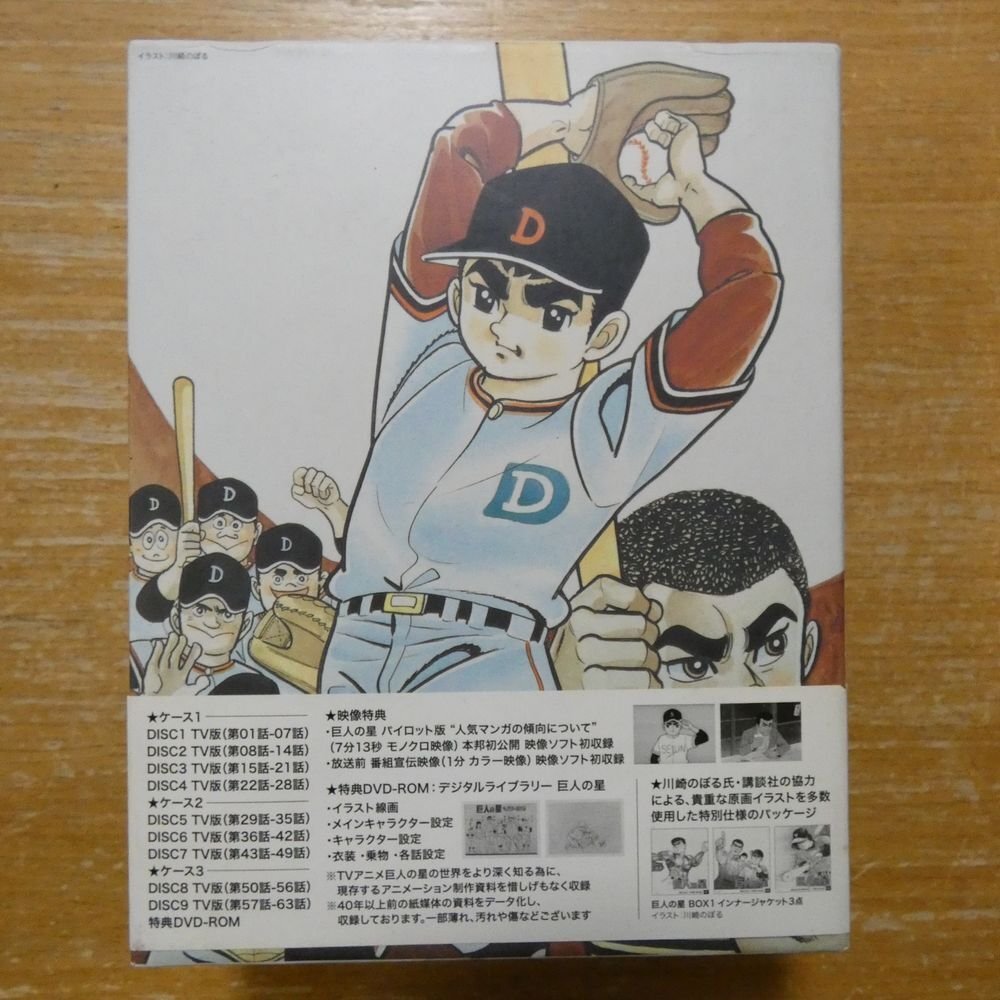 イラスト:川崎のぼる
D
D
D
D
D
D
★ケース1
DISC1 TV版(第01話-07話)
DISC2 TV版(第08話-14話)
DISC3 TV版(第15話-21話)
DISC4 TV版(第22話-28話)
★ケース2
DISC5 TV版(第29話-35話)
DISC6 TV版(第36話-42話)
DISC7 TV版(第43話-49話)
★ケース3
DISC8 TV版(第50話-56話)
DISC9 TV版(第57話-63話)
特典DVD-ROM
★映像特典
・巨人の星 パイロット版 “人気マンガの傾向について”
(7分13秒 モノクロ映像) 本邦初公開 映像ソフト初収録
・放送前 番組宣伝映像(1分 カラー映像) 映像ソフト初収録
★特典DVD-ROM:デジタルライブラリー 巨人の星
・イラスト線画
・メインキャラクター設定
・キャラクター設定
・衣装・乗物・各話設定
巨人の星
※TVアニメ巨人の星の世界をより深く知る為に、
現存するアニメーション制作資料を惜しげもなく収録
※40年以上前の紙媒体の資料をデータ化し、
収録しております。一部薄れ、汚れや傷などございます
SEIUN
★川崎のぼる氏・講談社の協力
による、貴重な原画イラストを多数
使用した特別仕様のパッケージ
巨人の星 BOX1 インナージャケット3点
イラスト:川崎のぼる